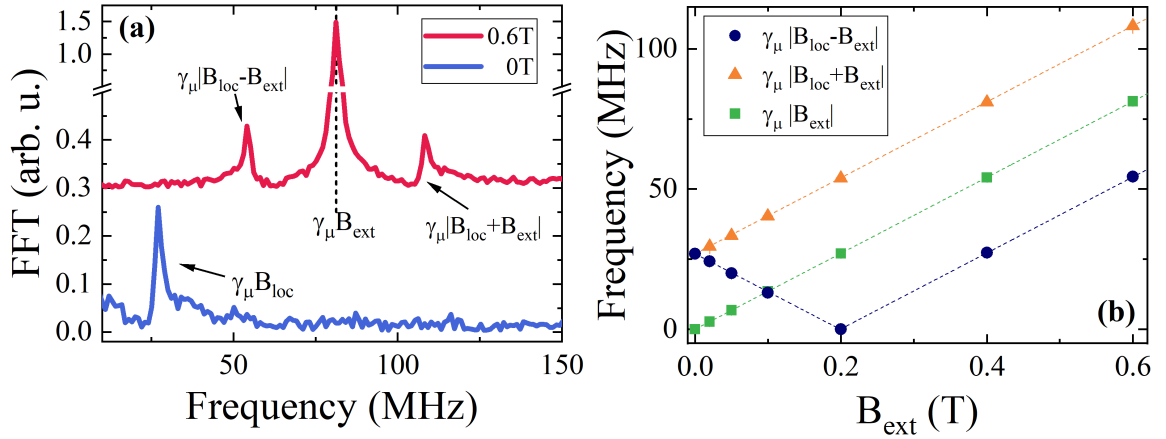 (a)
0.6T
0T
γμ|Bloc-Bext|
γμBext
γμ|Bloc+Bext|
γμBloc
1.5
1.0
0.4
0.3
0.2
0.1
0.0
FFT (arb. u.)
50
100
150
Frequency (MHz)
γμ |Bloc-Bext|
γμ |Bloc+Bext|
γμ |Bext|
(b)
100
50
0
Frequency (MHz)
0.0
0.2
0.4
0.6
Bext (T)